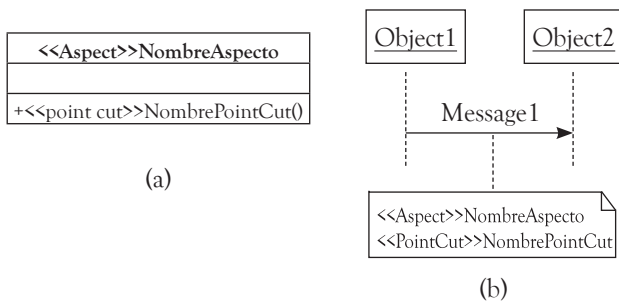 <<Aspect>>NombreAspecto
+<<point cut>>NombrePointCut()
(a)
(b)
Object1
Object2
Message1
<<Aspect>>NombreAspecto
<<PointCut>>NombrePointCut